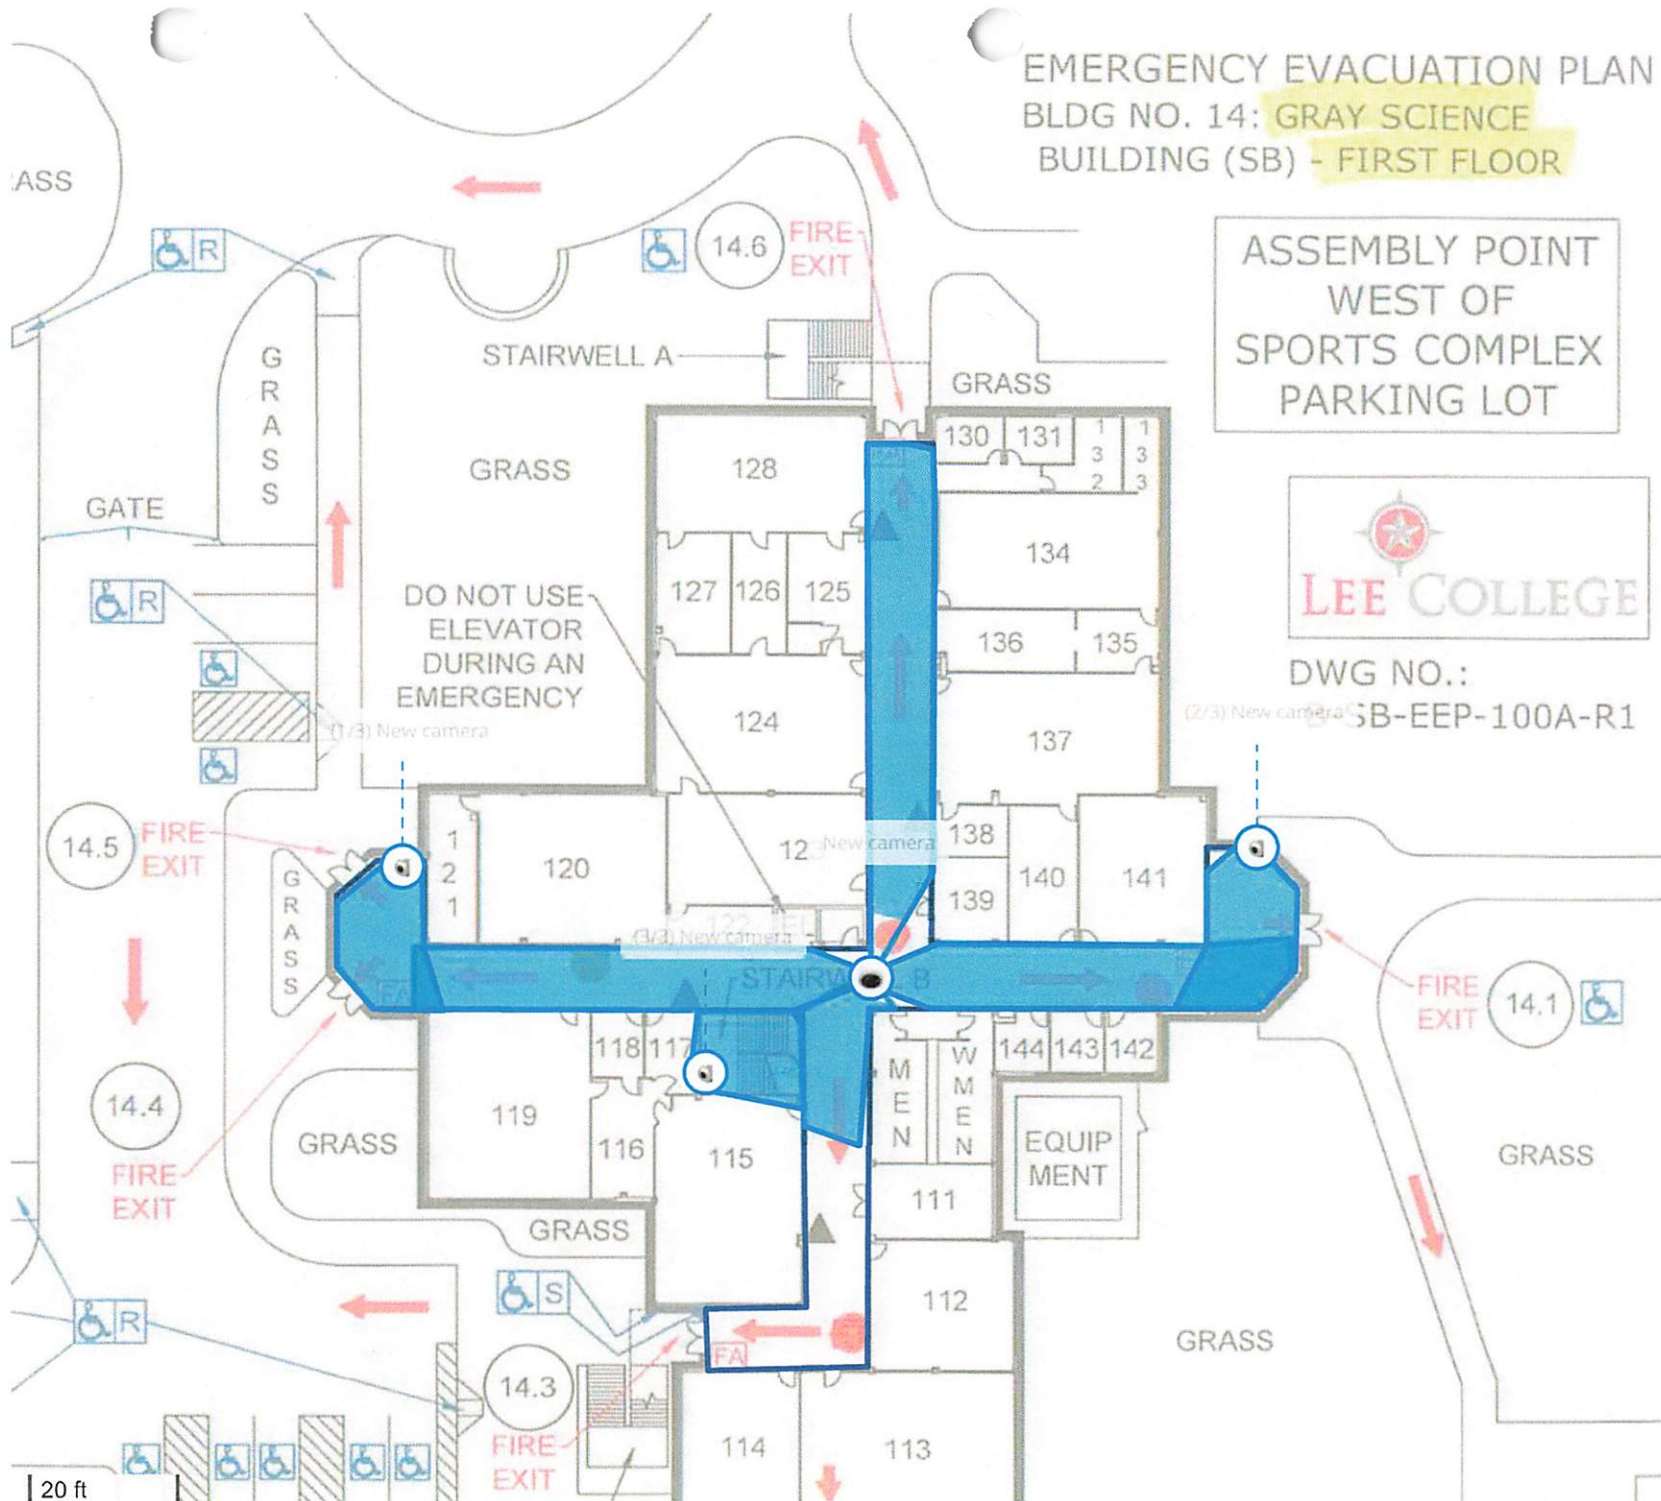 EMERGENCY EVACUATION PLAN
BLDG NO. 14: GRAY SCIENCE
BUILDING (SB) - FIRST FLOOR
ASS
R
14.6
FIRE
EXIT
ASSEMBLY POINT
WEST OF
SPORTS COMPLEX
PARKING LOT
STAIRWELL A
GRASS
GRASS
GRASS
GATE
128
130
131
132
133
134
LEE COLLEGE
DWG NO.:
SB-EEP-100A-R1
R
DO NOT USE
ELEVATOR
DURING AN
EMERGENCY
127
126
125
136
135
124
137
(1/3) New camera
(2/3) New camera
14.5
FIRE
EXIT
121
120
New camera
138
139
140
141
GRASS
122
(3/3) New camera
STAIRWELL B
FA
FIRE
EXIT
14.1
118
117
MEN
WMEN
144
143
142
14.4
FIRE
EXIT
GRASS
119
116
115
111
EQUIP
MENT
GRASS
GRASS
S
R
112
FA
GRASS
14.3
FIRE
EXIT
114
113
20 ft